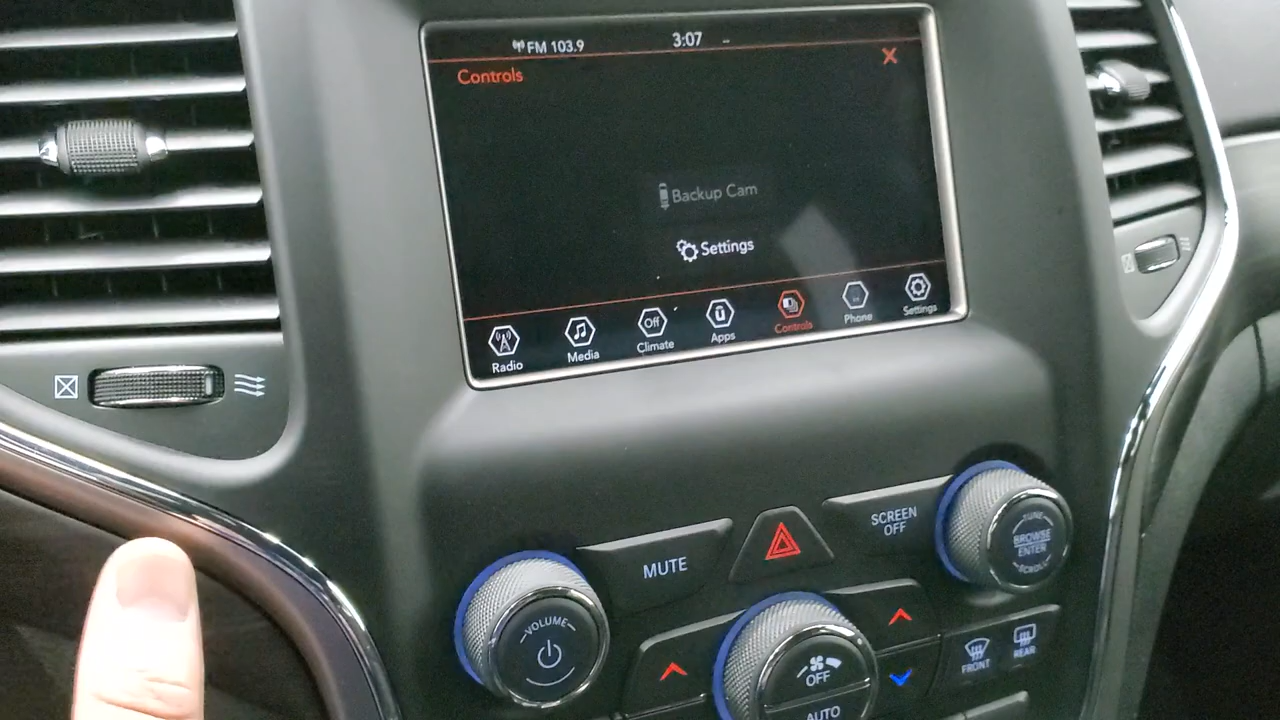 FM 103.9
3:07
Controls
Backup Cam
Settings
Radio
Media
Off
Climate
Apps
Controls
Phone
Settings
SCREEN
OFF
TUNE
BROWSE
ENTER
SCROLL
MUTE
VOLUME
FRONT
REAR
OFF
AUTO